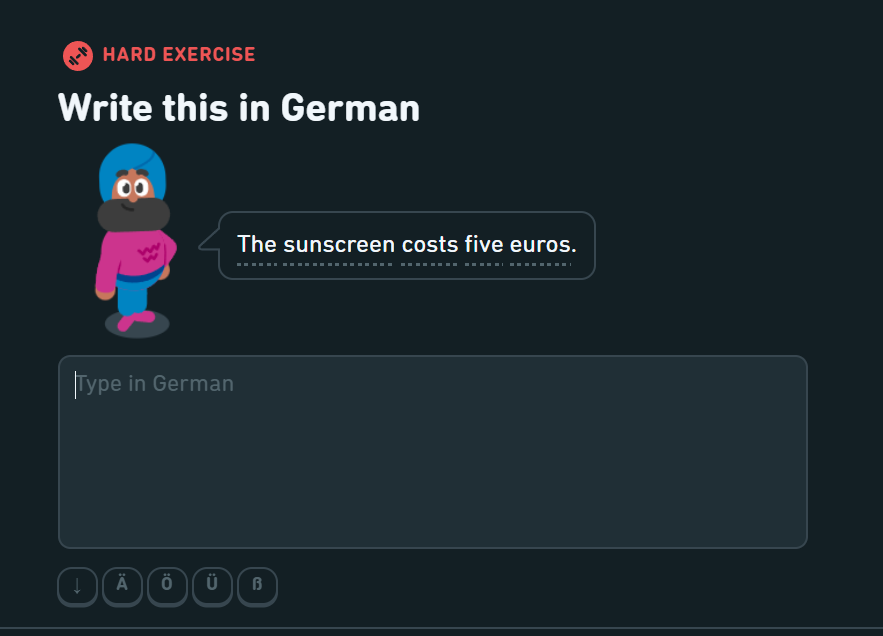 HARD EXERCISE
Write this in German
The sunscreen costs five euros.
Type in German
↓ Ä Ö Ü ß